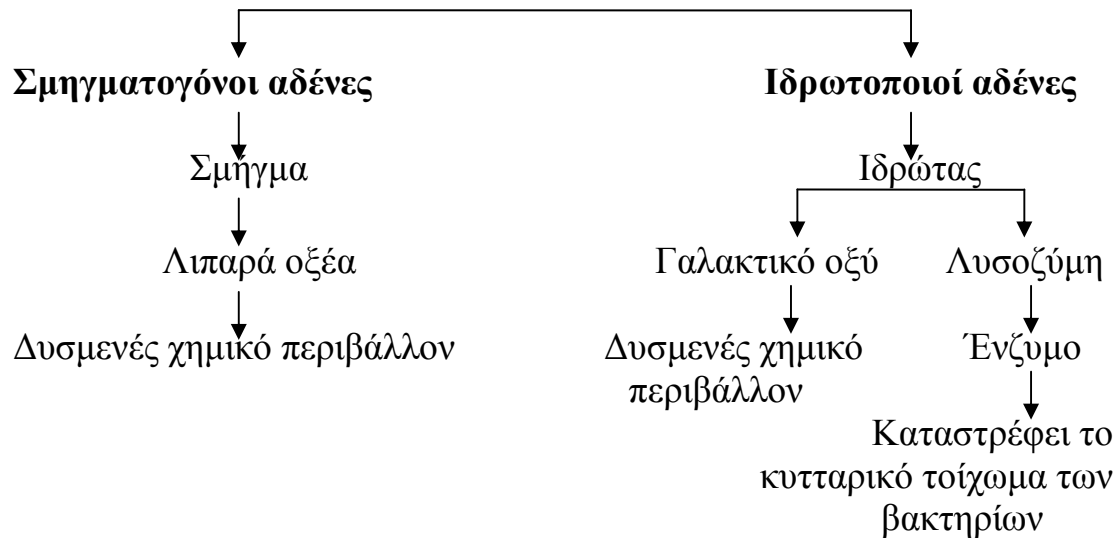 Σμηγματογόνοι αδένες
Ιδρωτοποιοί αδένες
Σμήγμα
Ιδρώτας
Λιπαρά οξέα
Γαλακτικό οξύ
Λυσοζύμη
Δυσμενές χημικό περιβάλλον
Δυσμενές χημικό
περιβάλλον
Ένζυμο
Καταστρέφει το
κυτταρικό τοίχωμα των
βακτηρίων